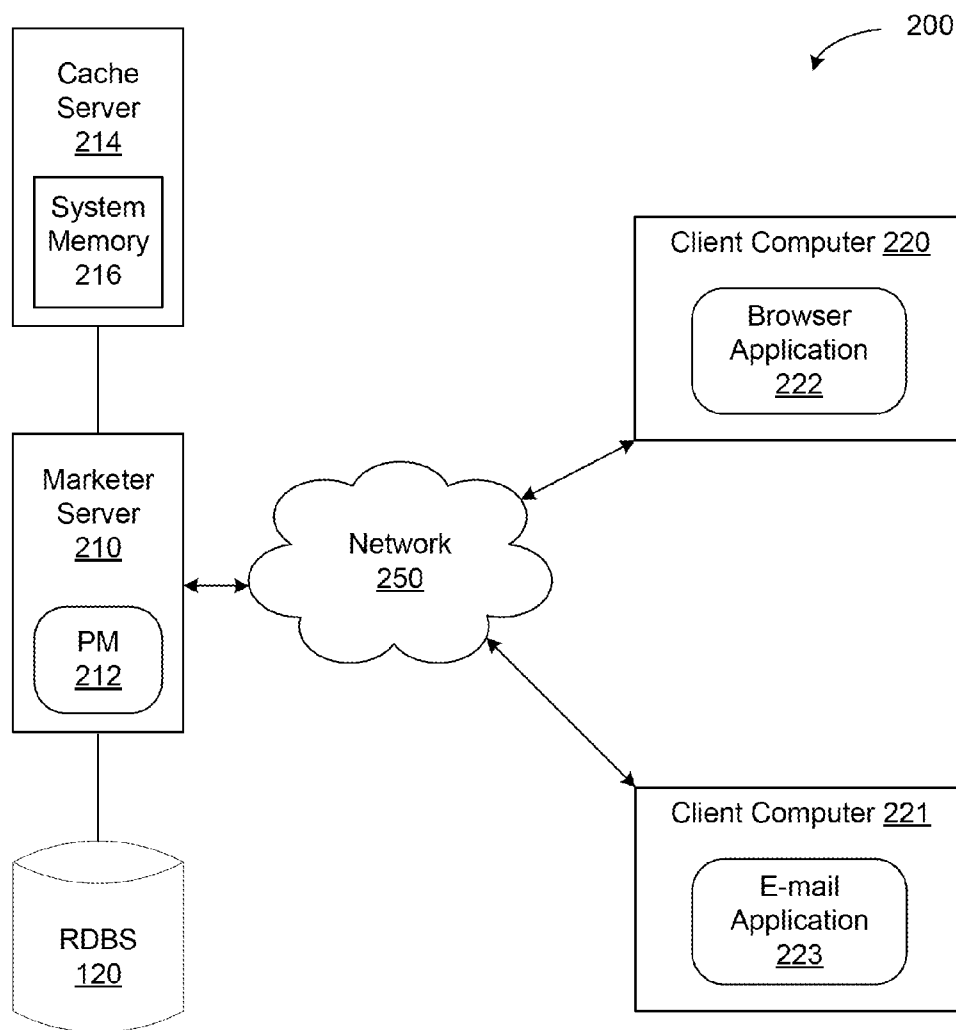 200
Cache
Server
214
System
Memory
216
Client Computer 220
Browser
Application
222
Marketer
Server
210
PM
212
Network
250
Client Computer 221
E-mail
Application
223
RDBS
120